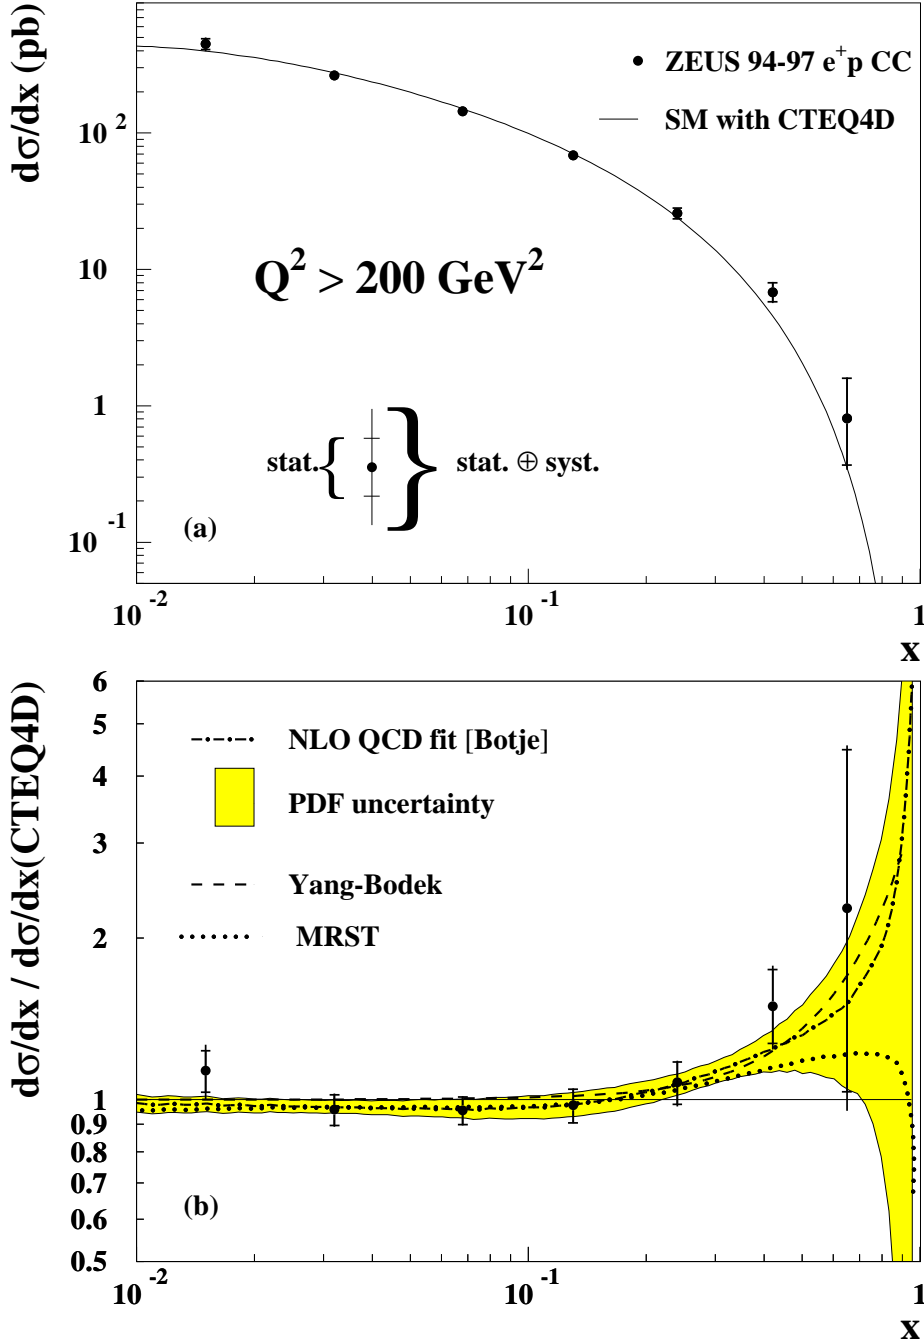 dσ/dx (pb)
ZEUS 94-97 e⁺p CC
SM with CTEQ4D
10²
10
1
10⁻¹
Q² > 200 GeV²
stat. { } stat. ⊕ syst.
(a)
10⁻² 10⁻¹ 1
x
dσ/dx / dσ/dx(CTEQ4D)
6
5
4
3
2
1
0.9
0.8
0.7
0.6
0.5
NLO QCD fit [Botje]
PDF uncertainty
Yang-Bodek
MRST
(b)
10⁻² 10⁻¹ 1
x